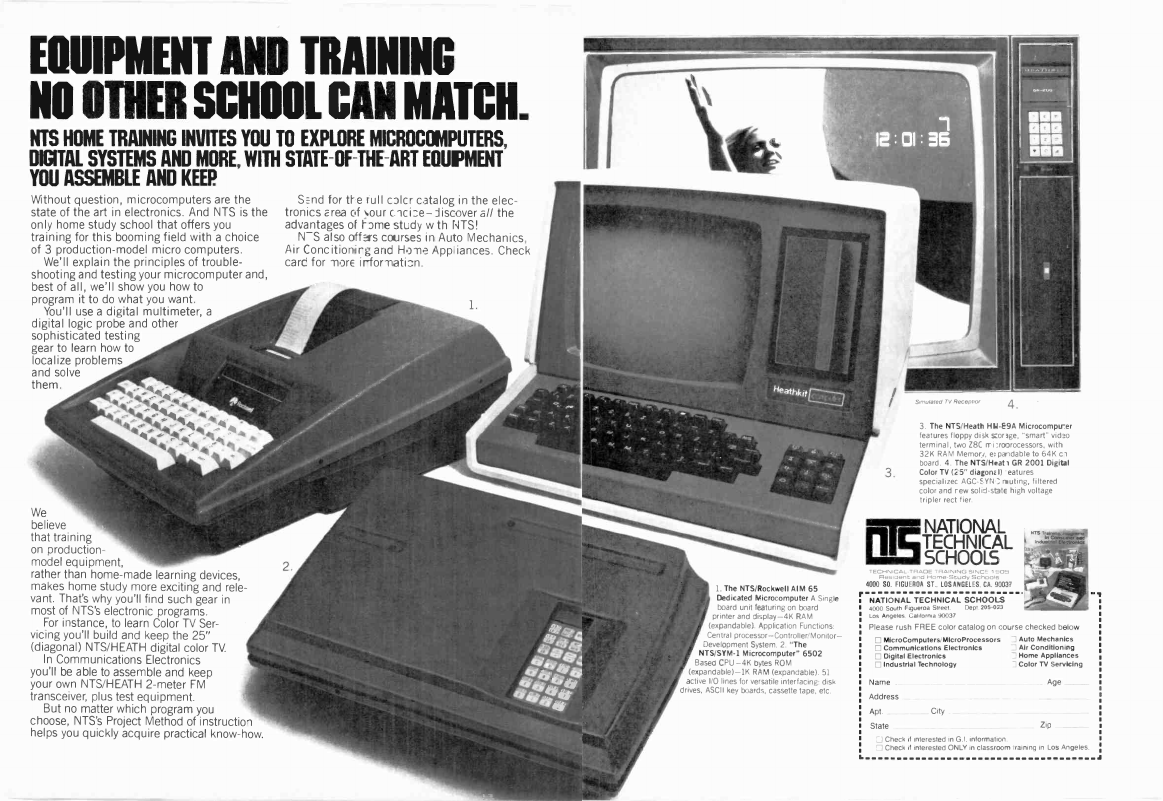 EQUIPMENT AND TRAINING
NO OTHER SCHOOL CAN MATCH.
NTS HOME TRAINING INVITES YOU TO EXPLORE MICROCOMPUTERS,
DIGITAL SYSTEMS AND MORE, WITH STATE-OF-THE-ART EQUIPMENT
YOU ASSEMBLE AND KEEP.
Without question, microcomputers are the
state of the art in electronics. And NTS is the
only home study school that offers you
training for this booming field with a choice
of 3 production-model micro computers.
We'll explain the principles of trouble-
shooting and testing your microcomputer and,
best of all, we'll show you how to
program it to do what you want.
You'll use a digital multimeter, a
digital logic probe and other
sophisticated testing
gear to learn how to
localize problems
and solve
them.
We
believe
that training
on production-
model equipment,
rather than home-made learning devices,
makes home study more exciting and rele-
vant. That's why you'll find such gear in
most of NTS's electronic programs.
For instance, to learn Color TV Ser-
vicing you'll build and keep the 25"
(diagonal) NTS/HEATH digital color TV.
In Communications Electronics
you'll be able to assemble and keep
your own NTS/HEATH 2-meter FM
transceiver, plus test equipment.
But no matter which program you
choose, NTS's Project Method of instruction
helps you quickly acquire practical know-how.
Send for the full color catalog in the elec-
tronics area of your choice–discover all the
advantages of home study with NTS!
NTS also offers courses in Auto Mechanics,
Air Conditioning and Home Appliances. Check
card for more information.
1.
2.
7
12:01:36
Heathkit
Simulated TV Reception
4.
3.
3. The NTS/Heath HW-89A Microcomputer
features floppy disk storage, "smart" video
terminal, two Z80 microprocessors, with
32K RAM Memory, expandable to 64K on
board. 4. The NTS/Heath GR 2001 Digital
Color TV (25" diagonal) features
specialized AGC-SYNC muting, filtered
color and new solid-state high voltage
tripler rectifier.
1. The NTS/Rockwell AIM 65
Dedicated Microcomputer A Single
board unit featuring on board
printer and display–4K RAM
(expandable). Application Functions:
Central processor–Controller/Monitor–
Development System. 2. "The
NTS/SYM-1 Microcomputer" 6502
Based CPU–4K bytes ROM
(expandable)–1K RAM (expandable). 51
active I/O lines for versatile interfacing: disk
drives, ASCII key boards, cassette tape, etc.
NTS NATIONAL
TECHNICAL
SCHOOLS
TECHNICAL-TRADE TRAINING SINCE 1905
Resident and Home-Study Schools
4000 SO. FIGUEROA ST., LOS ANGELES, CA. 90037
NATIONAL TECHNICAL SCHOOLS
4000 South Figueroa Street Dept. 205-023
Los Angeles, California 90037
Please rush FREE color catalog on course checked below
MicroComputers/MicroProcessors
Communications Electronics
Digital Electronics
Industrial Technology
Auto Mechanics
Air Conditioning
Home Appliances
Color TV Servicing
Name Age
Address
Apt. City
State Zip
Check if interested in G.I. information.
Check if interested ONLY in classroom training in Los Angeles.